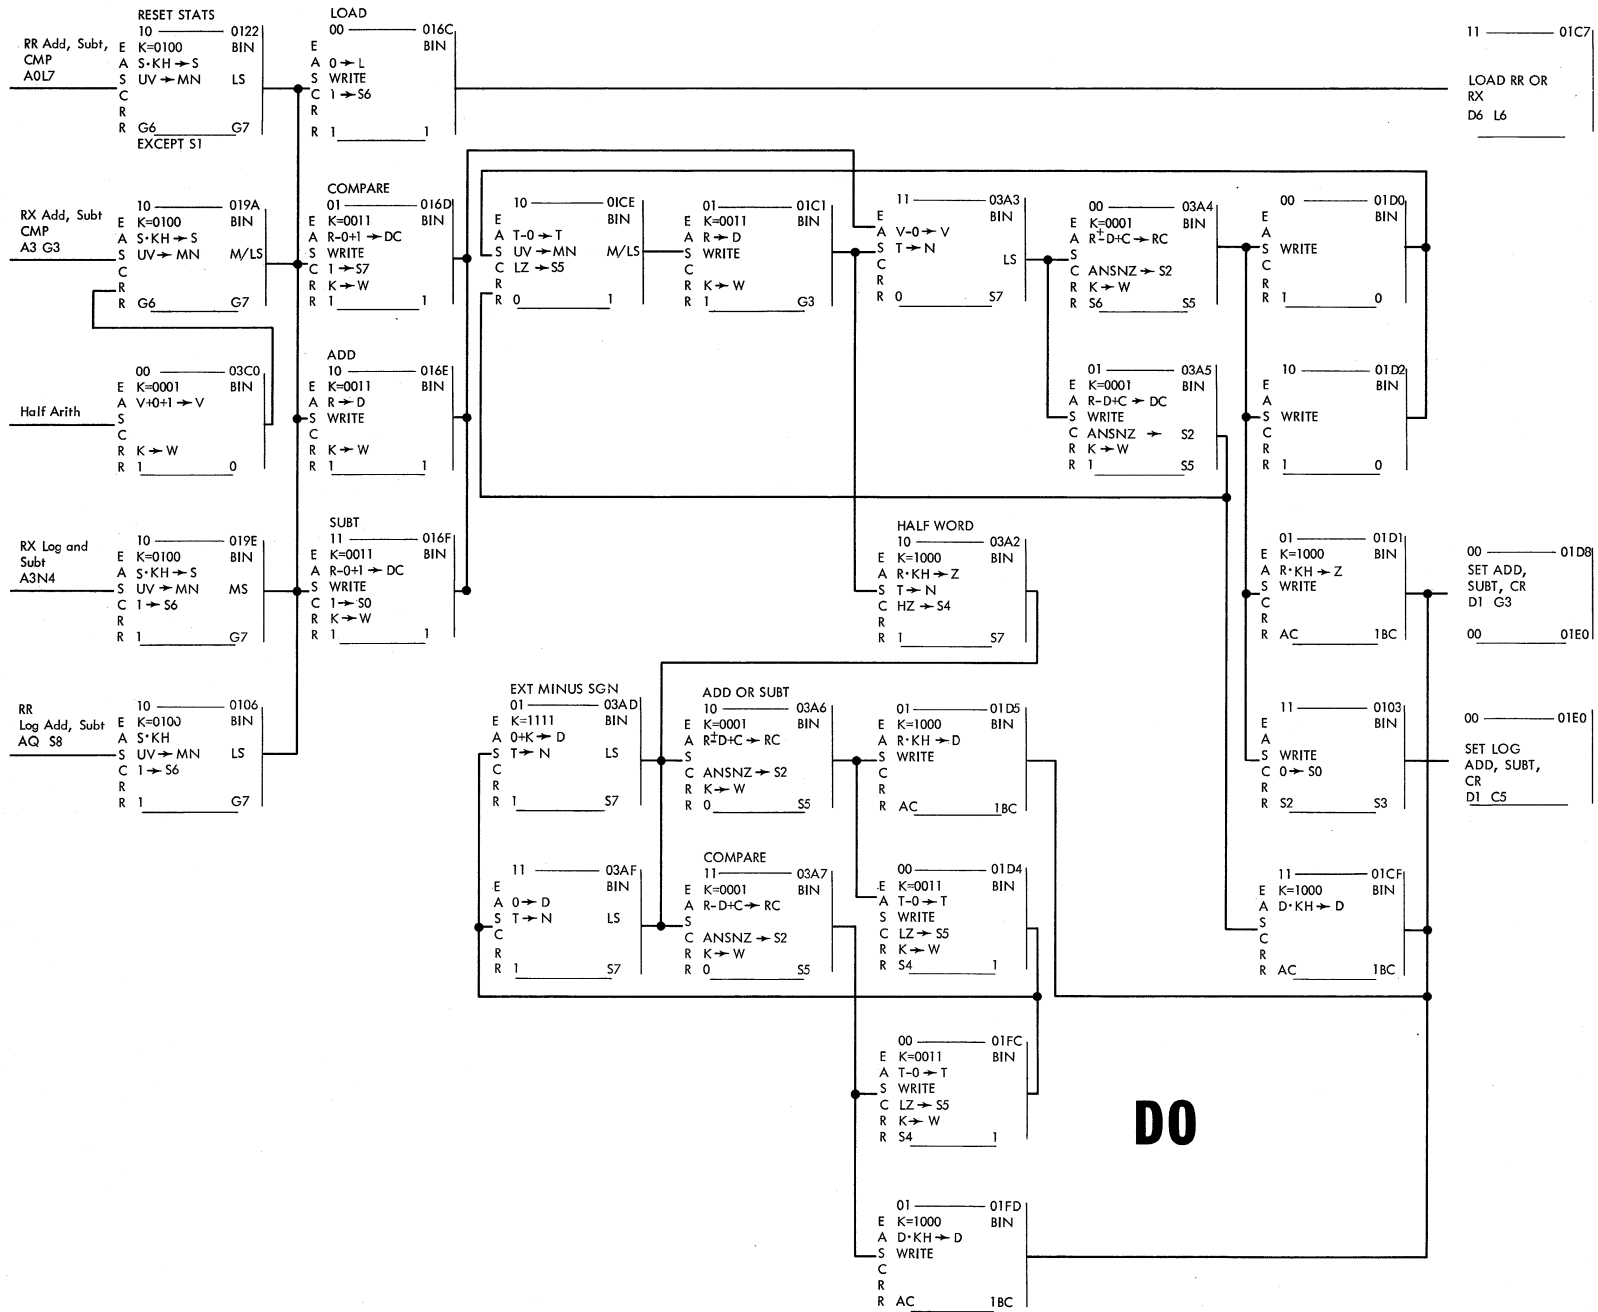 RESET STATS
10 0122
RR Add, Subt,
CMP
A0L7
E K=0100 BIN
A S·KH→S
S UV→MN LS
C
R
R G6 G7
EXCEPT S1
LOAD
00 016C
E BIN
A 0→L
S WRITE
C 1→S6
R
R 1 1
11 01C7
LOAD RR OR
RX
D6 L6
RX Add, Subt
CMP
A3 G3
10 019A
E K=0100 BIN
A S·KH→S
S UV→MN M/LS
C
R
R G6 G7
COMPARE
01 016D
E K=0011 BIN
A R-0+1→DC
S WRITE
C 1→S7
R K→W
R 1 1
10 01CE
E BIN
A T-0→T
S UV→MN M/LS
C LZ→S5
R
R 0 1
01 01C1
E K=0011 BIN
A R→D
S WRITE
C
R K→W
R 1 G3
11 03A3
E BIN
A V-0→V
S T→N
C LS
R
R 0 S7
00 03A4
E K=0001 BIN
A R±D+C→RC
S
C ANSNZ→S2
R K→W
R S6 S5
00 01D0
E BIN
A
S WRITE
C
R
R 1 0
Half Arith
00 03C0
E K=0001 BIN
A V+0+1→V
S
C
R K→W
R 1 0
ADD
10 016E
E K=0011 BIN
A R→D
S WRITE
C
R K→W
R 1 1
01 03A5
E K=0001 BIN
A R-D+C→DC
S WRITE
C ANSNZ→ S2
R K→W
R 1 S5
10 01D2
E BIN
A
S WRITE
C
R
R 1 0
RX Log and
Subt
A3N4
10 019E
E K=0100 BIN
A S·KH→S
S UV→MN MS
C 1→S6
R
R 1 G7
SUBT
11 016F
E K=0011 BIN
A R-0+1→DC
S WRITE
C 1→S0
R K→W
R 1 1
HALF WORD
10 03A2
E K=1000 BIN
A R·KH→Z
S T→N
C HZ→S4
R
R 1 S7
01 01D1
E K=1000 BIN
A R·KH→Z
S WRITE
C
R
R AC 1BC
00 01D8
SET ADD,
SUBT, CR
D1 G3
00 01E0
RR
Log Add, Subt
AQ S8
10 0106
E K=0100 BIN
A S·KH
S UV→MN LS
C 1→S6
R
R 1 G7
EXT MINUS SGN
01 03AD
E K=1111 BIN
A 0+K→D
S T→N LS
C
R
R 1 S7
ADD OR SUBT
10 03A6
E K=0001 BIN
A R±D+C→RC
S
C ANSNZ→S2
R K→W
R 0 S5
01 01D5
E K=1000 BIN
A R·KH→D
S WRITE
C
R
R AC 1BC
11 0103
E BIN
A
S WRITE
C 0→S0
R
R S2 S3
00 01E0
SET LOG
ADD, SUBT,
CR
D1 C5
11 03AF
E BIN
A 0→D
S T→N LS
C
R
R 1 S7
COMPARE
11 03A7
E K=0001 BIN
A R-D+C→RC
S
C ANSNZ→S2
R K→W
R 0 S5
00 01D4
E K=0011 BIN
A T-0→T
S WRITE
C LZ→S5
R K→W
R S4 1
11 01CF
E K=1000 BIN
A D·KH→D
S
C
R
R AC 1BC
00 01FC
E K=0011 BIN
A T-0→T
S WRITE
C LZ→S5
R K→W
R S4 1
D0
01 01FD
E K=1000 BIN
A D·KH→D
S WRITE
C
R
R AC 1BC